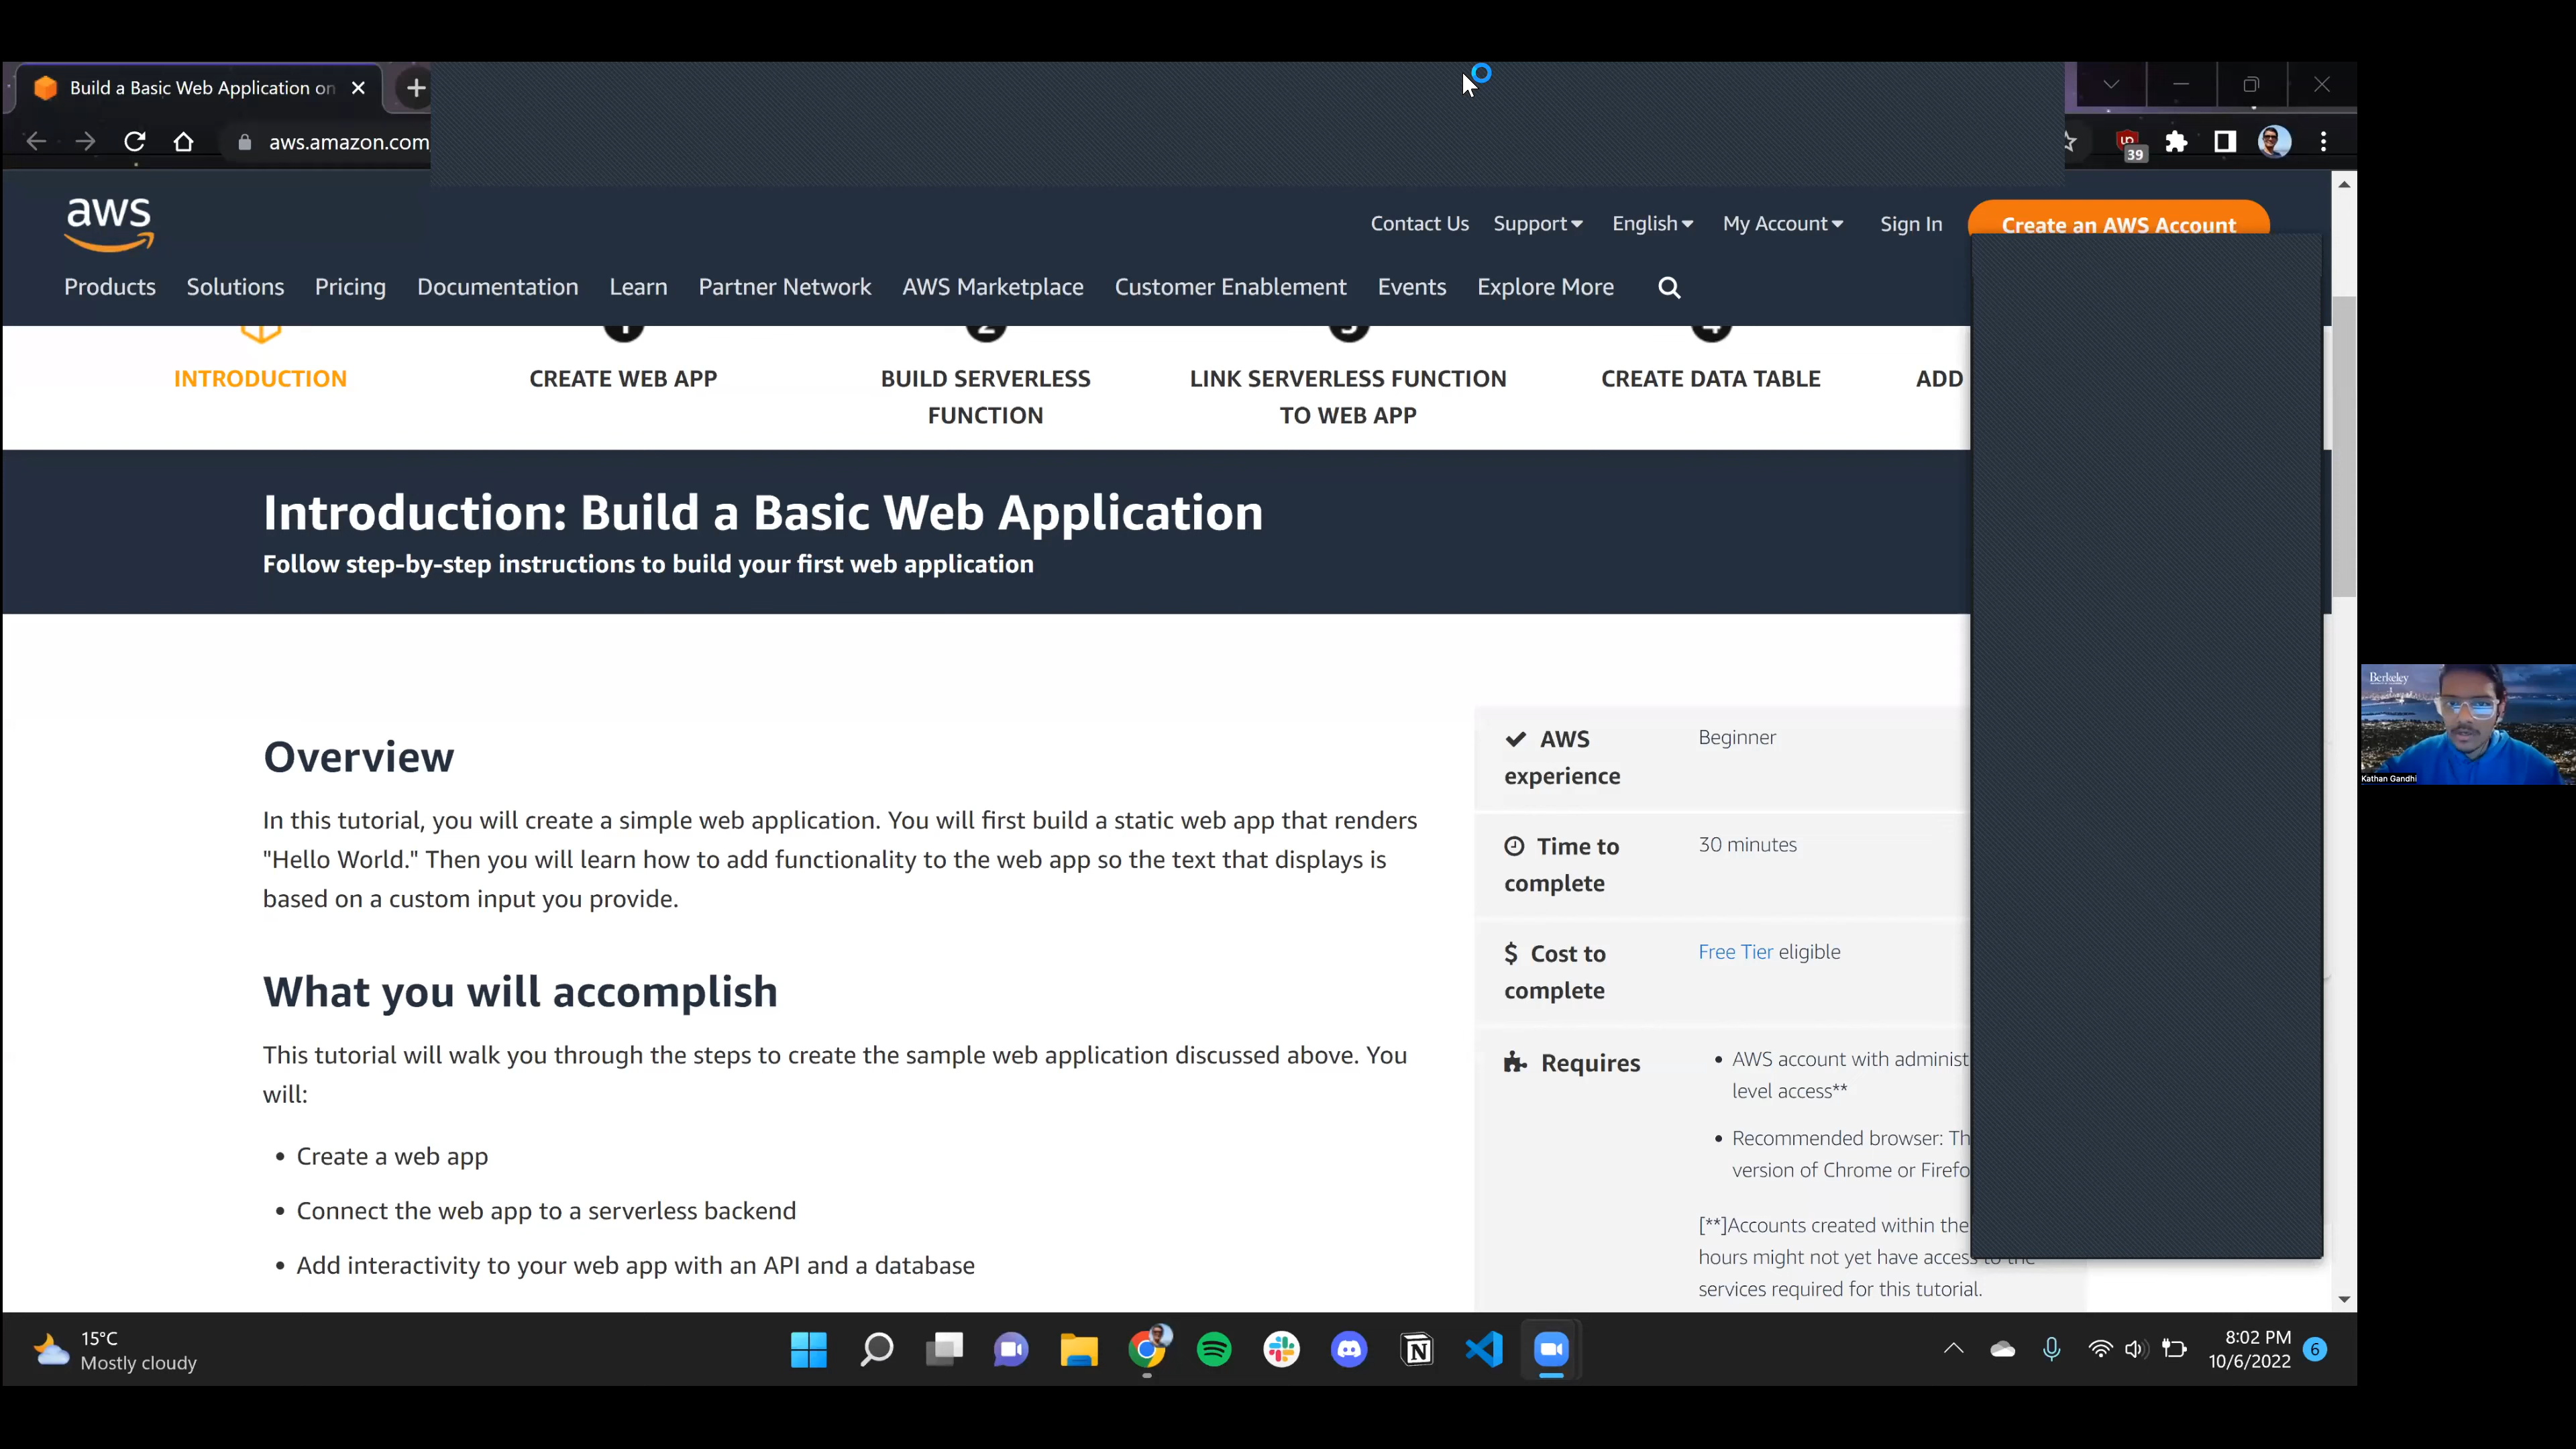 Build a Basic Web Application on
aws.amazon.com
39
aws
Contact Us Support English My Account Sign In Create an AWS Account
Products Solutions Pricing Documentation Learn Partner Network AWS Marketplace Customer Enablement Events Explore More
1 2 3 4
INTRODUCTION CREATE WEB APP BUILD SERVERLESS LINK SERVERLESS FUNCTION CREATE DATA TABLE ADD
FUNCTION TO WEB APP
Introduction: Build a Basic Web Application
Follow step-by-step instructions to build your first web application
Overview
In this tutorial, you will create a simple web application. You will first build a static web app that renders
"Hello World." Then you will learn how to add functionality to the web app so the text that displays is
based on a custom input you provide.
What you will accomplish
This tutorial will walk you through the steps to create the sample web application discussed above. You
will:
• Create a web app
• Connect the web app to a serverless backend
• Add interactivity to your web app with an API and a database
AWS
experience
Beginner
Time to
complete
30 minutes
$ Cost to
complete
Free Tier eligible
Requires
• AWS account with administ
level access**
• Recommended browser: Th
version of Chrome or Firefo
[**]Accounts created within the
hours might not yet have access to the
services required for this tutorial.
Berkeley
Kathan Gandhi
15°C
Mostly cloudy
8:02 PM
10/6/2022
6